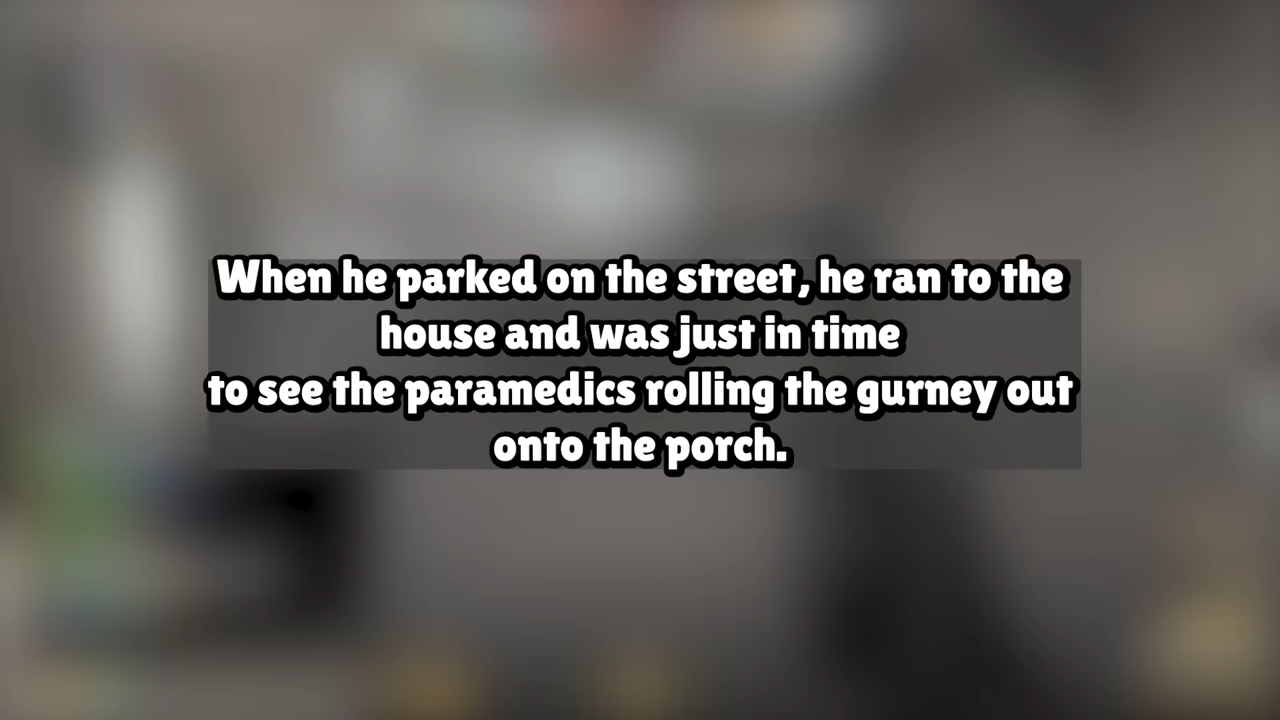 When he parked on the street, he ran to the
house and was just in time
to see the paramedics rolling the gurney out
onto the porch.